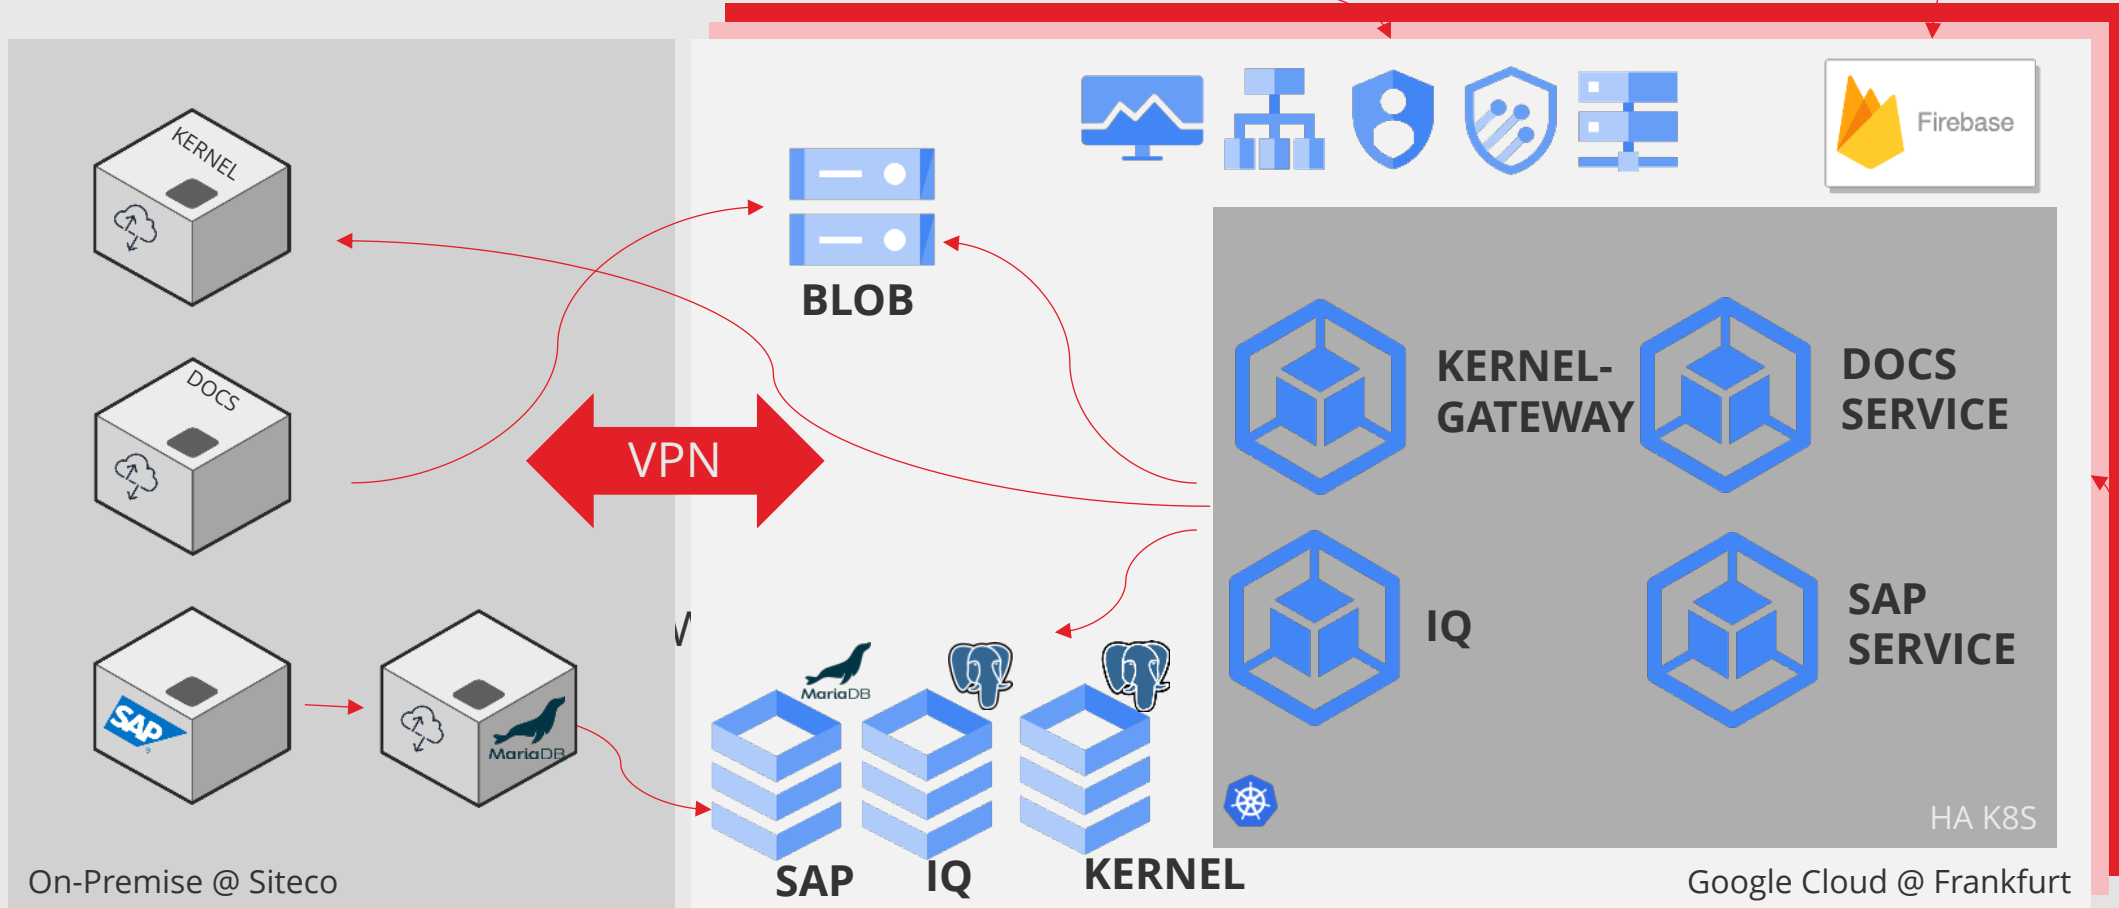 KERNEL
Firebase
BLOB
KERNEL-
GATEWAY
DOCS
SERVICE
DOCS
VPN
IQ
SAP
SERVICE
MariaDB
SAP
MariaDB
HA K8S
SAP
IQ
KERNEL
On-Premise @ Siteco
Google Cloud @ Frankfurt